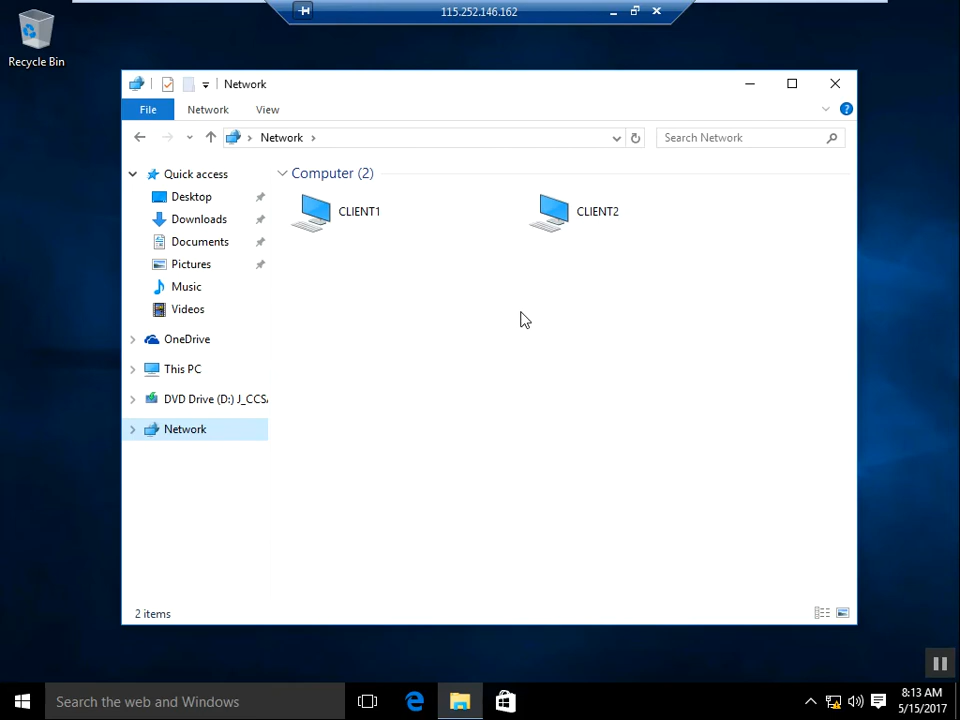 115.252.146.162
Recycle Bin
Network
File
Network
View
Network
Search Network
Quick access
Desktop
Downloads
Documents
Pictures
Music
Videos
OneDrive
This PC
DVD Drive (D:) J_CCSA
Network
Computer (2)
CLIENT1
CLIENT2
2 items
Search the web and Windows
8:13 AM
5/15/2017